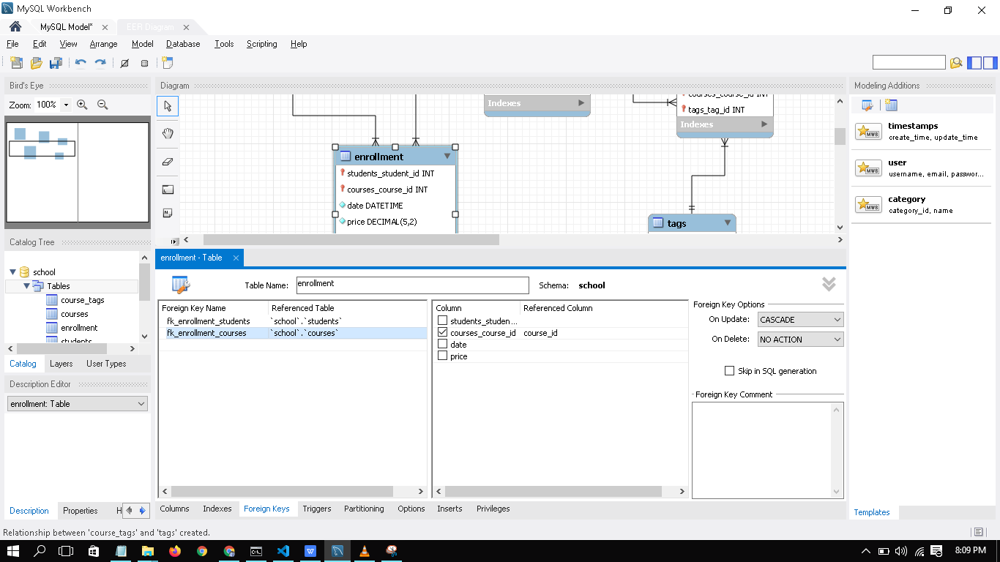 MySQL Workbench
MySQL Model*
EER Diagram
File Edit View Arrange Model Database Tools Scripting Help
Bird's Eye
Zoom: 100%
Catalog Tree
school
Tables
course_tags
courses
enrollment
students
Catalog Layers User Types
Description Editor
enrollment: Table
Description Properties H
Diagram
Indexes
courses_course_id INT
tags_tag_id INT
Indexes
enrollment
students_student_id INT
courses_course_id INT
date DATETIME
price DECIMAL(5,2)
tags
enrollment - Table
Table Name: enrollment Schema: school
Foreign Key Name Referenced Table
fk_enrollment_students `school`.`students`
fk_enrollment_courses `school`.`courses`
Column Referenced Column
students_studen...
courses_course_id course_id
date
price
Foreign Key Options
On Update: CASCADE
On Delete: NO ACTION
Skip in SQL generation
Foreign Key Comment
Columns Indexes Foreign Keys Triggers Partitioning Options Inserts Privileges
Modeling Additions
MWB
timestamps
create_time, update_time
MWB
user
username, email, passwor...
MWB
category
category_id, name
Templates
Relationship between 'course_tags' and 'tags' created.
8:09 PM